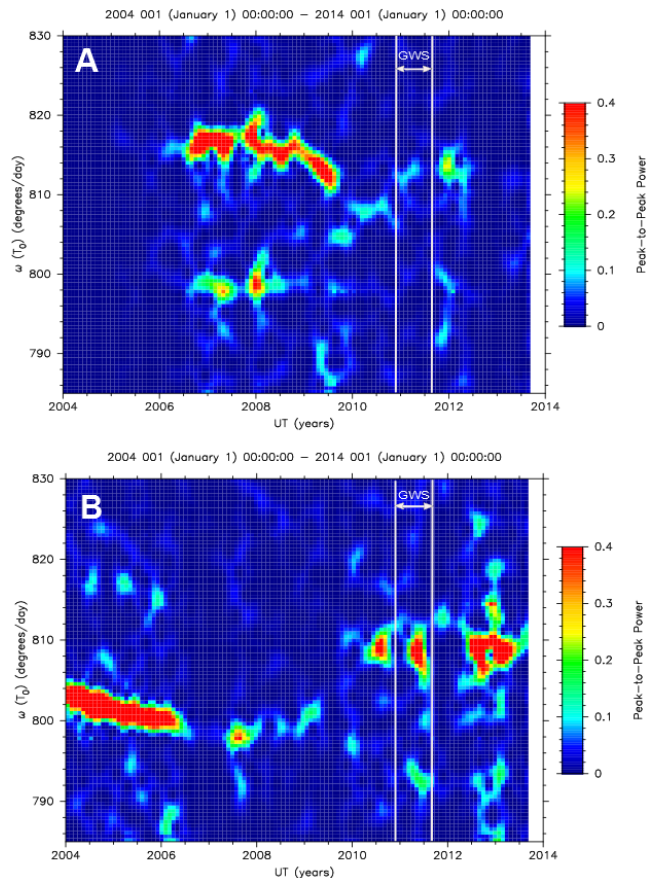 2004 001 (January 1) 00:00:00 – 2014 001 (January 1) 00:00:00
A
GWS
830
820
810
800
790
ω (T₀) (degrees/day)
2004 2006 2008 2010 2012 2014
UT (years)
0.4
0.3
0.2
0.1
0
Peak-to-Peak Power
2004 001 (January 1) 00:00:00 – 2014 001 (January 1) 00:00:00
B
GWS
830
820
810
800
790
ω (T₀) (degrees/day)
2004 2006 2008 2010 2012 2014
UT (years)
0.4
0.3
0.2
0.1
0
Peak-to-Peak Power